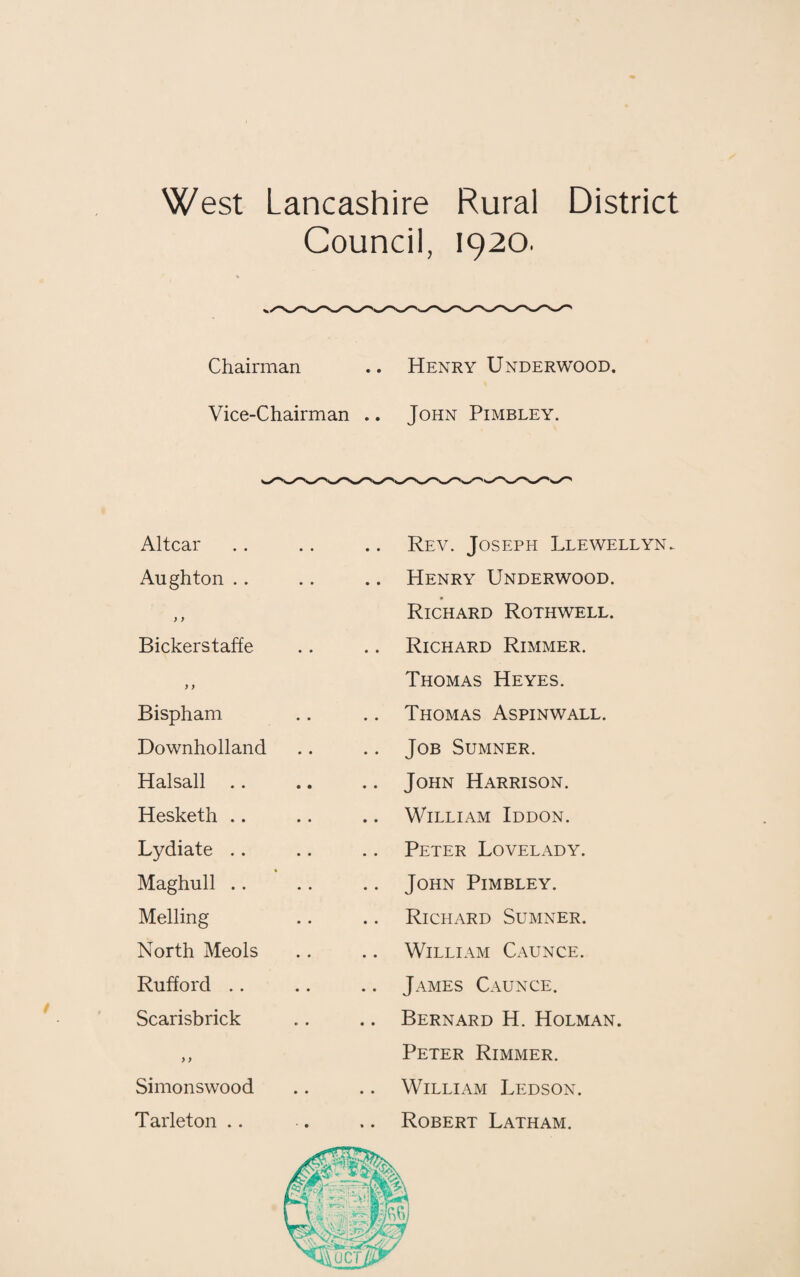 West Lancashire Rural District
Council, 1920.
Chairman .. Henry Underwood.
Vice-Chairman .. John Pimbley.
Altcar .. .. .. Rev. Joseph Llewellyn.
Aughton .. .. .. Henry Underwood.
,, Richard Rothwell.
Bickerstaffe .. .. Richard Rimmer.
,, Thomas Heyes.
Bispham .. .. Thomas Aspinwall.
Downholland .. .. Job Sumner.
Halsall .. .. .. John Harrison.
Hesketh .. .. .. William Iddon.
Lydiate .. .. .. Peter Lovelady.
Maghull .. .. .. John Pimbley.
Melling .. .. Richard Sumner.
North Meols .. .. William Caunce.
Rufford .. .. .. James Caunce.
Scarisbrick .. .. Bernard H. Holman.
,, Peter Rimmer.
Simonswood .. .. William Ledson.
Tarleton .. .. .. Robert Latham.
OCT
66